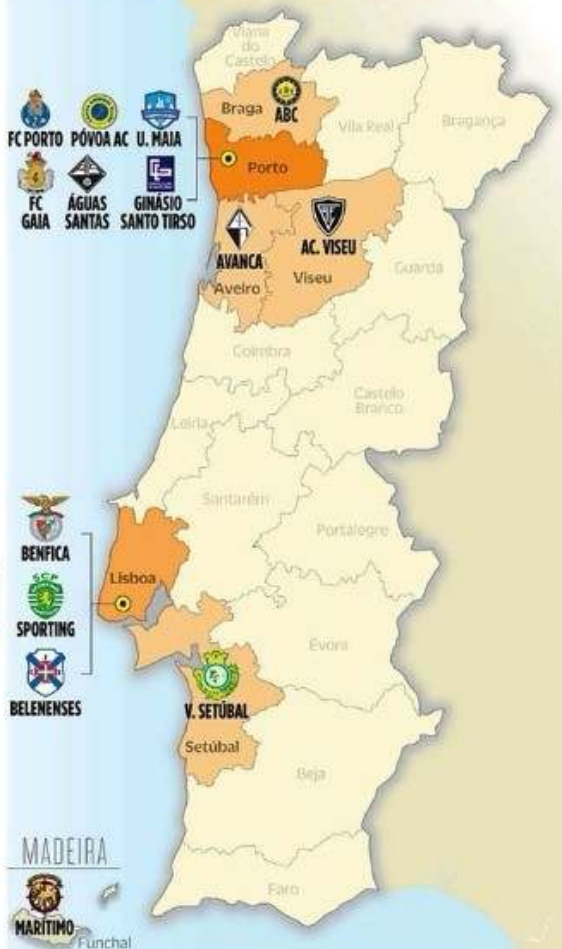 Viana
do
Castelo
Braga
ABC
Vila Real
Bragança
FC PORTO
PÓVOA AC
U. MAIA
Porto
FC
GAIA
ÁGUAS
SANTAS
GINÁSIO
SANTO TIRSO
AVANCA
Aveiro
AC. VISEU
Viseu
Guarda
Coimbra
Castelo
Branco
Leiria
Santarém
Portalegre
BENFICA
Lisboa
SCP
SPORTING
BELENENSES
Évora
V. SETÚBAL
Setúbal
Beja
MADEIRA
MARÍTIMO
Funchal
Faro